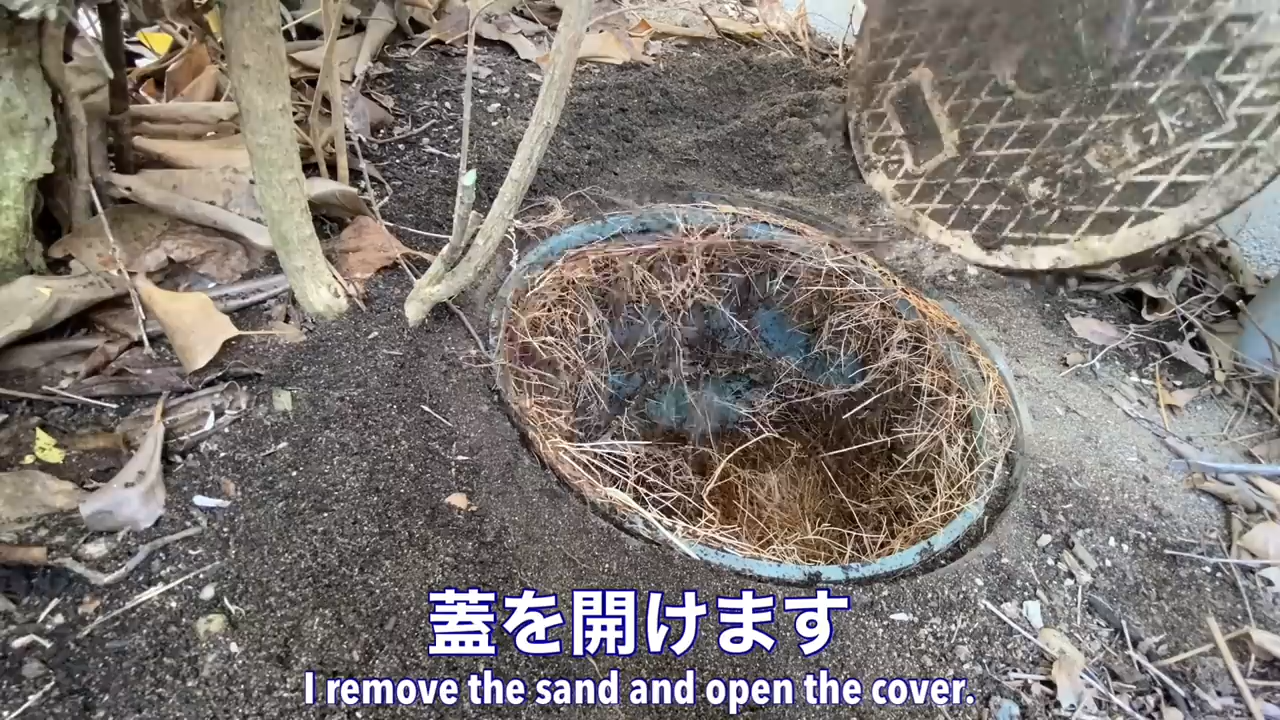 蓋を開けます
I remove the sand and open the cover.